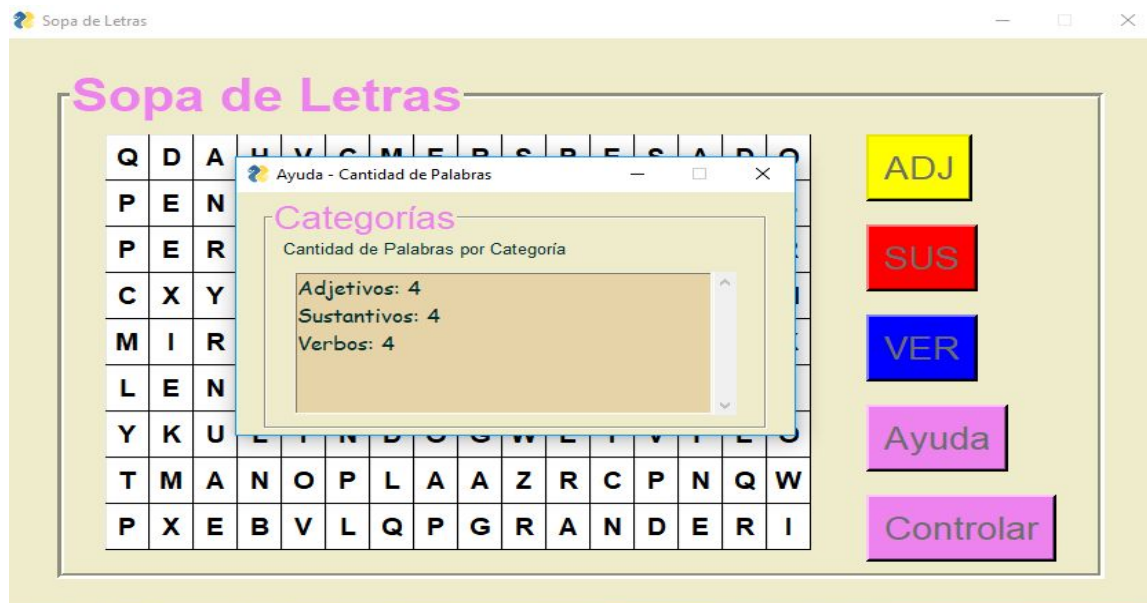 Sopa de Letras
Sopa de Letras
Q D A
P E N
P E R
C X Y
M I R
L E N
Y K U
T M A N O P L A A Z R C P N Q W
P X E B V L Q P G R A N D E R I
Ayuda - Cantidad de Palabras
Categorías
Cantidad de Palabras por Categoría
Adjetivos: 4
Sustantivos: 4
Verbos: 4
ADJ
SUS
VER
Ayuda
Controlar